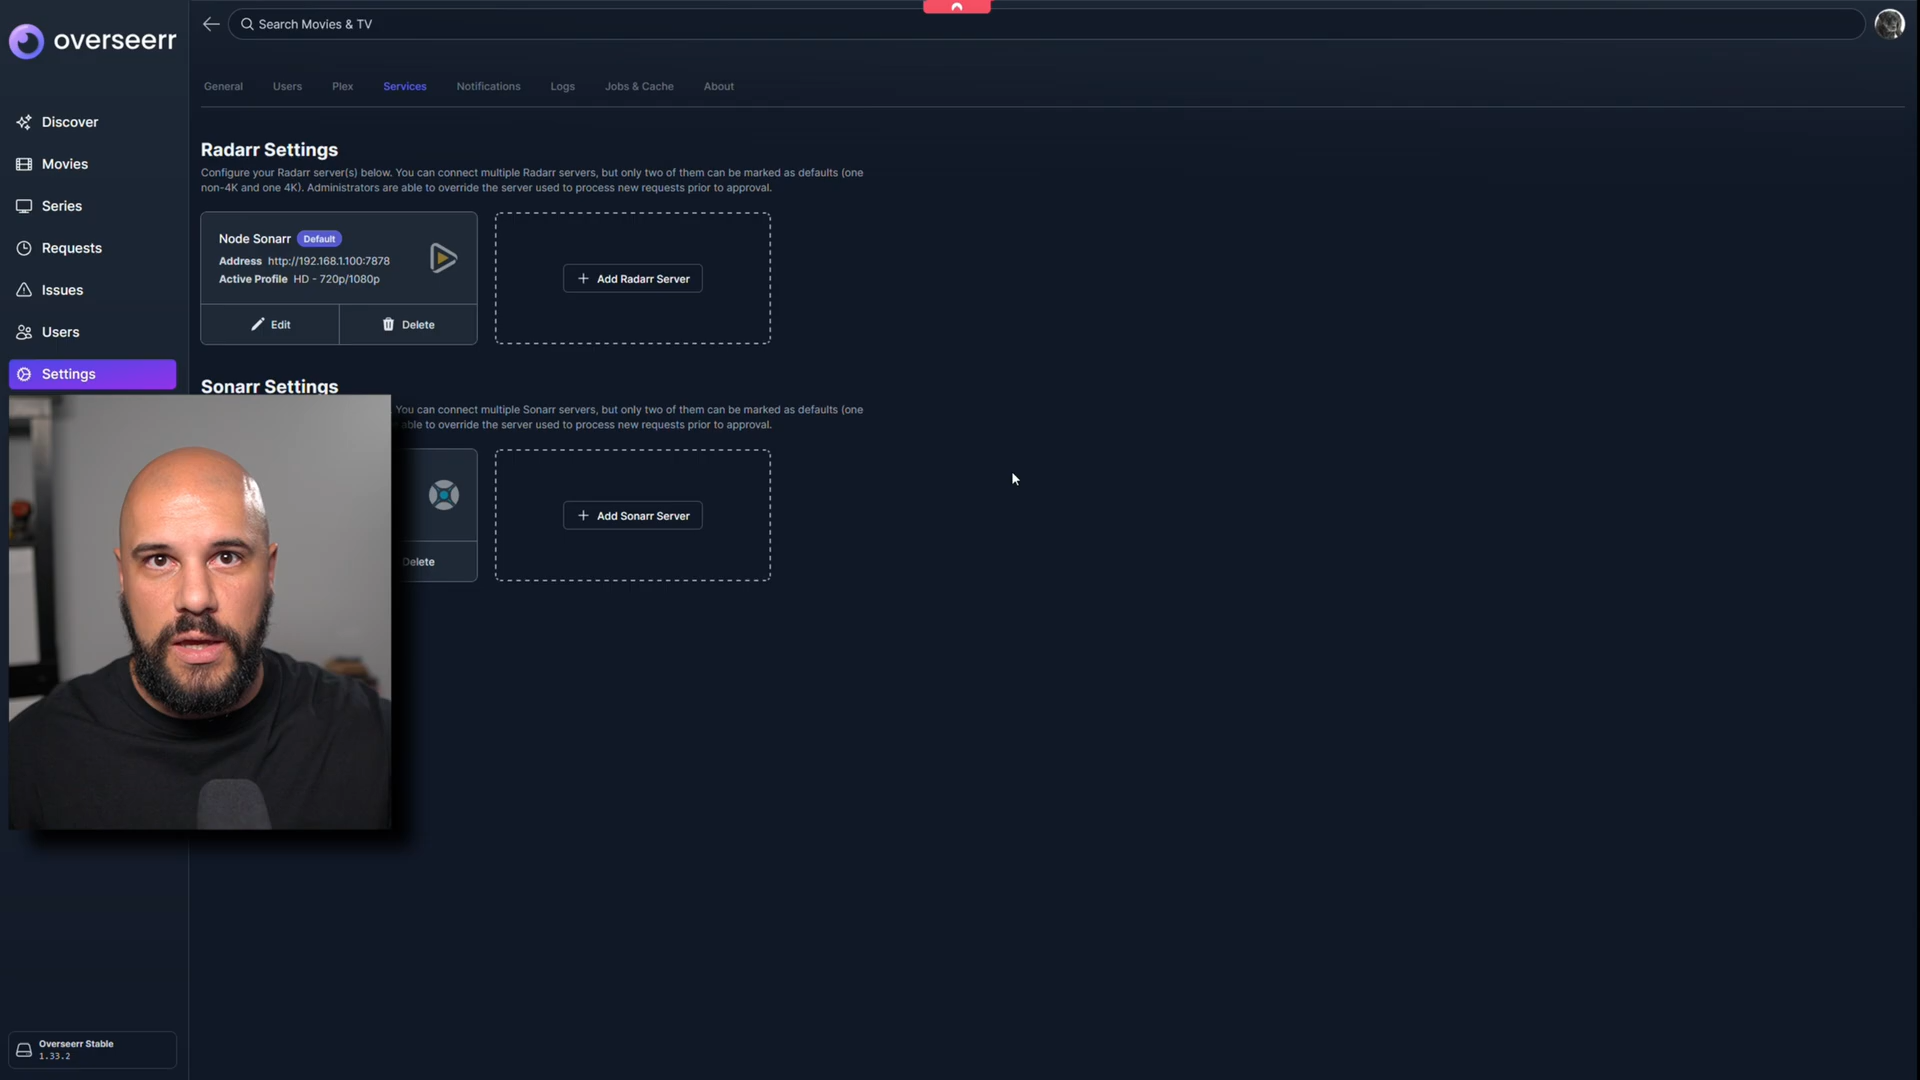 overseerr
Search Movies & TV
General Users Plex Services Notifications Logs Jobs & Cache About
Discover
Movies
Series
Requests
Issues
Users
Settings
Radarr Settings
Configure your Radarr server(s) below. You can connect multiple Radarr servers, but only two of them can be marked as defaults (one
non-4K and one 4K). Administrators are able to override the server used to process new requests prior to approval.
Node Sonarr Default
Address http://192.168.1.100:7878
Active Profile HD - 720p/1080p
Edit Delete
Add Radarr Server
Sonarr Settings
You can connect multiple Sonarr servers, but only two of them can be marked as defaults (one
able to override the server used to process new requests prior to approval.
Delete
Add Sonarr Server
Overseerr Stable
1.33.2